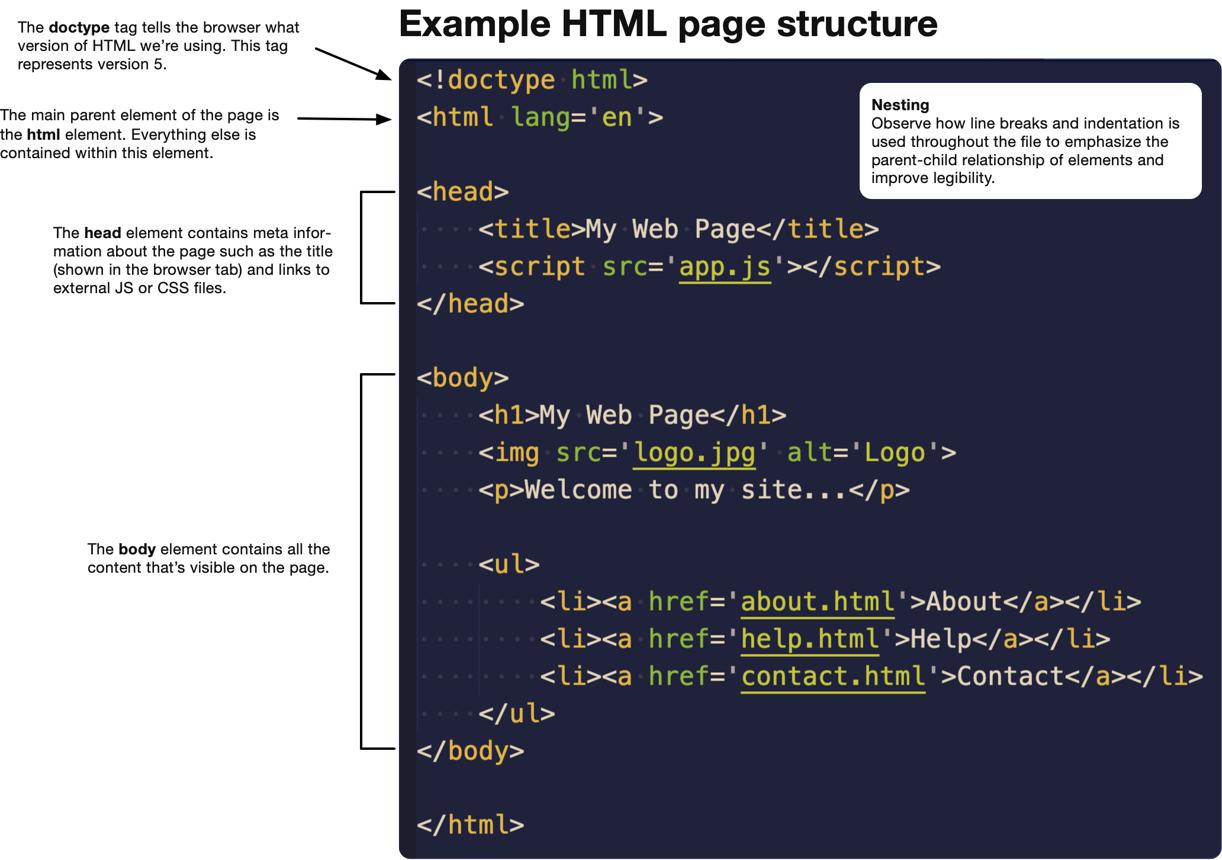 Example HTML page structure
The doctype tag tells the browser what
version of HTML we’re using. This tag
represents version 5.
The main parent element of the page is
the html element. Everything else is
contained within this element.
The head element contains meta infor-
mation about the page such as the title
(shown in the browser tab) and links to
external JS or CSS files.
The body element contains all the
content that’s visible on the page.
<!doctype html>
<html lang='en'>
Nesting
Observe how line breaks and indentation is
used throughout the file to emphasize the
parent-child relationship of elements and
improve legibility.
<head>
    <title>My Web Page</title>
    <script src='app.js'></script>
</head>
<body>
    <h1>My Web Page</h1>
    <img src='logo.jpg' alt='Logo'>
    <p>Welcome to my site...</p>
    <ul>
        <li><a href='about.html'>About</a></li>
        <li><a href='help.html'>Help</a></li>
        <li><a href='contact.html'>Contact</a></li>
    </ul>
</body>
</html>